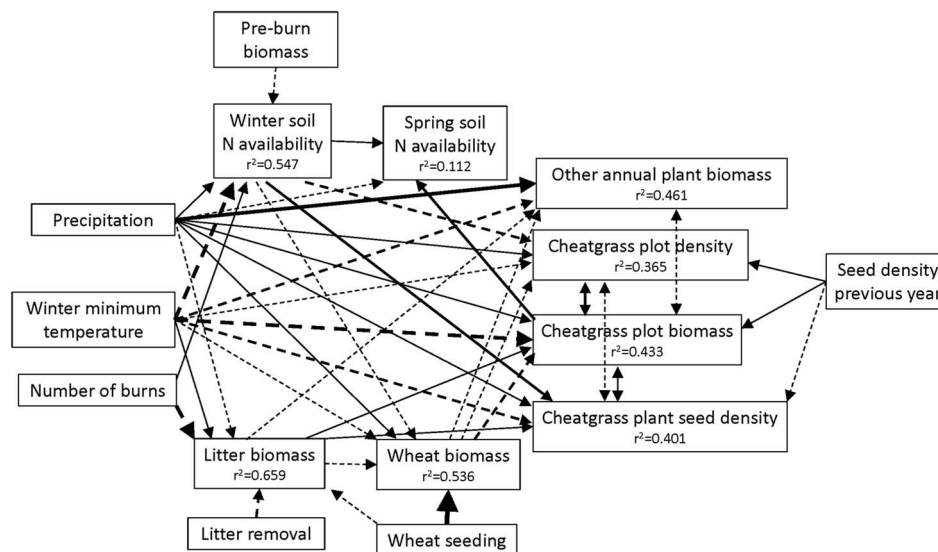 Pre-burn
biomass
Winter soil
N availability
r²=0.547
Spring soil
N availability
r²=0.112
Other annual plant biomass
r²=0.461
Precipitation
Cheatgrass plot density
r²=0.365
Seed density
previous year
Winter minimum
temperature
Cheatgrass plot biomass
r²=0.433
Number of burns
Cheatgrass plant seed density
r²=0.401
Litter biomass
r²=0.659
Wheat biomass
r²=0.536
Litter removal
Wheat seeding